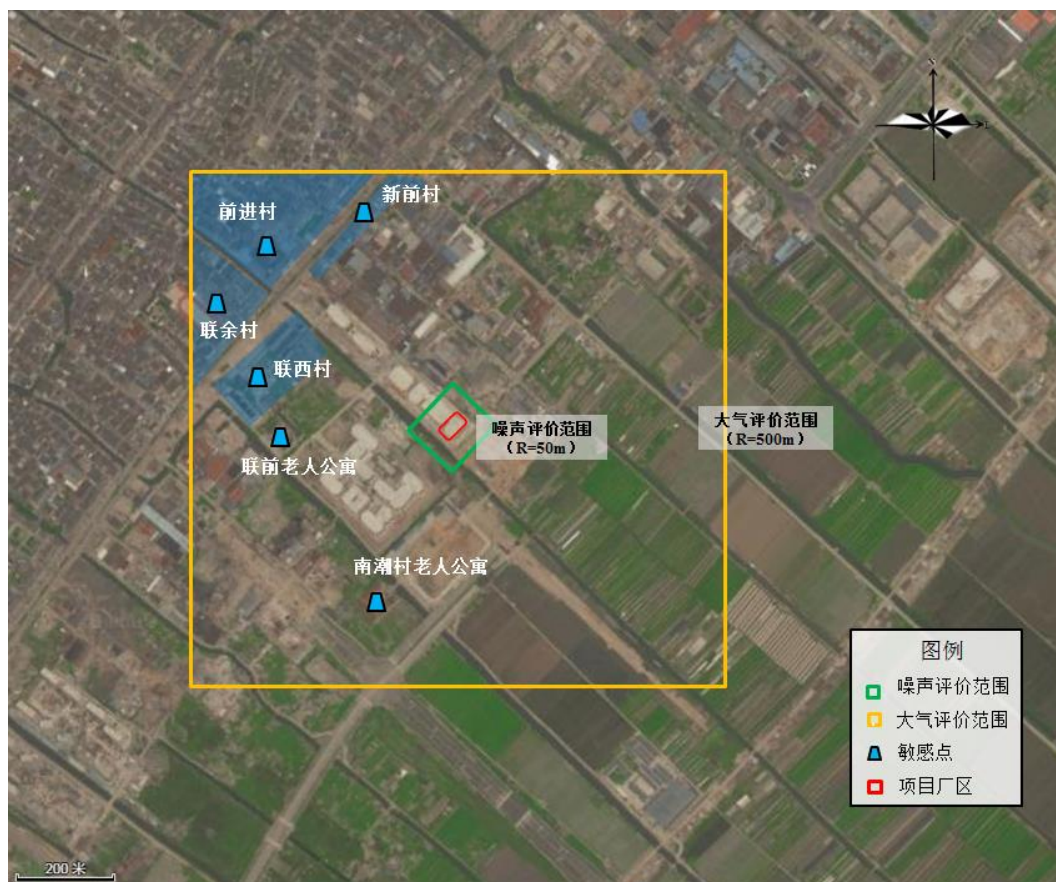 N
E
新前村
前进村
联余村
联西村
噪声评价范围
（R=50m）
大气评价范围
（R=500m）
联前老人公寓
南潮村老人公寓
图例
噪声评价范围
大气评价范围
敏感点
项目厂区
200 米